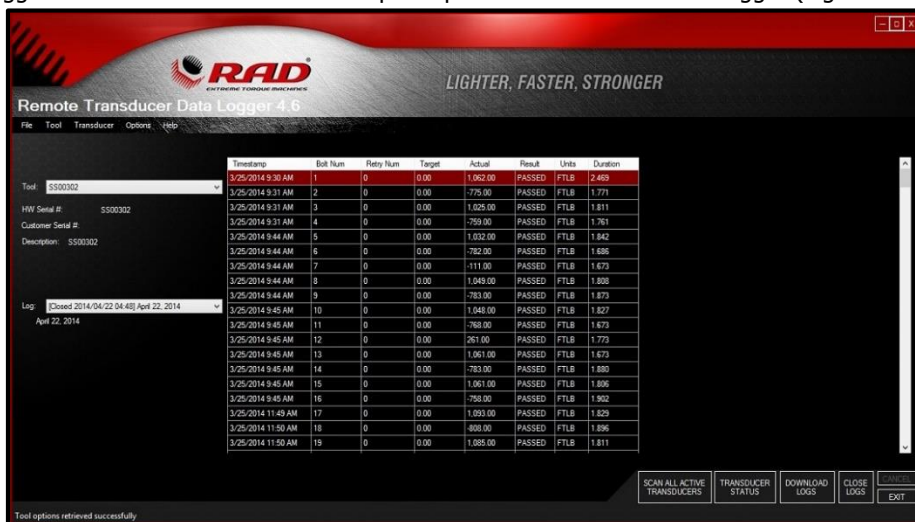 RAD
EXTREME TORQUE MACHINES
LIGHTER, FASTER, STRONGER
Remote Transducer Data Logger 4.6
File Tool Transducer Options Help
Tool: SS00302
HW Serial #: SS00302
Customer Serial #:
Description: SS00302
Log: [Closed 2014/04/22 04:48] April 22, 2014
April 22, 2014
Timestamp Bolt Num Retry Num Target Actual Result Units Duration
3/25/2014 9:30 AM 1 0 0.00 1,062.00 PASSED FTLB 2.469
3/25/2014 9:31 AM 2 0 0.00 -775.00 PASSED FTLB 1.771
3/25/2014 9:31 AM 3 0 0.00 1,025.00 PASSED FTLB 1.811
3/25/2014 9:31 AM 4 0 0.00 -759.00 PASSED FTLB 1.761
3/25/2014 9:44 AM 5 0 0.00 1,032.00 PASSED FTLB 1.842
3/25/2014 9:44 AM 6 0 0.00 -782.00 PASSED FTLB 1.686
3/25/2014 9:44 AM 7 0 0.00 -111.00 PASSED FTLB 1.673
3/25/2014 9:44 AM 8 0 0.00 1,049.00 PASSED FTLB 1.808
3/25/2014 9:44 AM 9 0 0.00 -783.00 PASSED FTLB 1.873
3/25/2014 9:45 AM 10 0 0.00 1,048.00 PASSED FTLB 1.827
3/25/2014 9:45 AM 11 0 0.00 -768.00 PASSED FTLB 1.673
3/25/2014 9:45 AM 12 0 0.00 261.00 PASSED FTLB 1.773
3/25/2014 9:45 AM 13 0 0.00 1,061.00 PASSED FTLB 1.673
3/25/2014 9:45 AM 14 0 0.00 -783.00 PASSED FTLB 1.880
3/25/2014 9:45 AM 15 0 0.00 1,061.00 PASSED FTLB 1.806
3/25/2014 9:45 AM 16 0 0.00 -758.00 PASSED FTLB 1.902
3/25/2014 11:49 AM 17 0 0.00 1,093.00 PASSED FTLB 1.829
3/25/2014 11:50 AM 18 0 0.00 -808.00 PASSED FTLB 1.896
3/25/2014 11:50 AM 19 0 0.00 1,085.00 PASSED FTLB 1.811
SCAN ALL ACTIVE TRANSDUCERS
TRANSDUCER STATUS
DOWNLOAD LOGS
CLOSE LOGS
CANCEL
EXIT
Tool options retrieved successfully